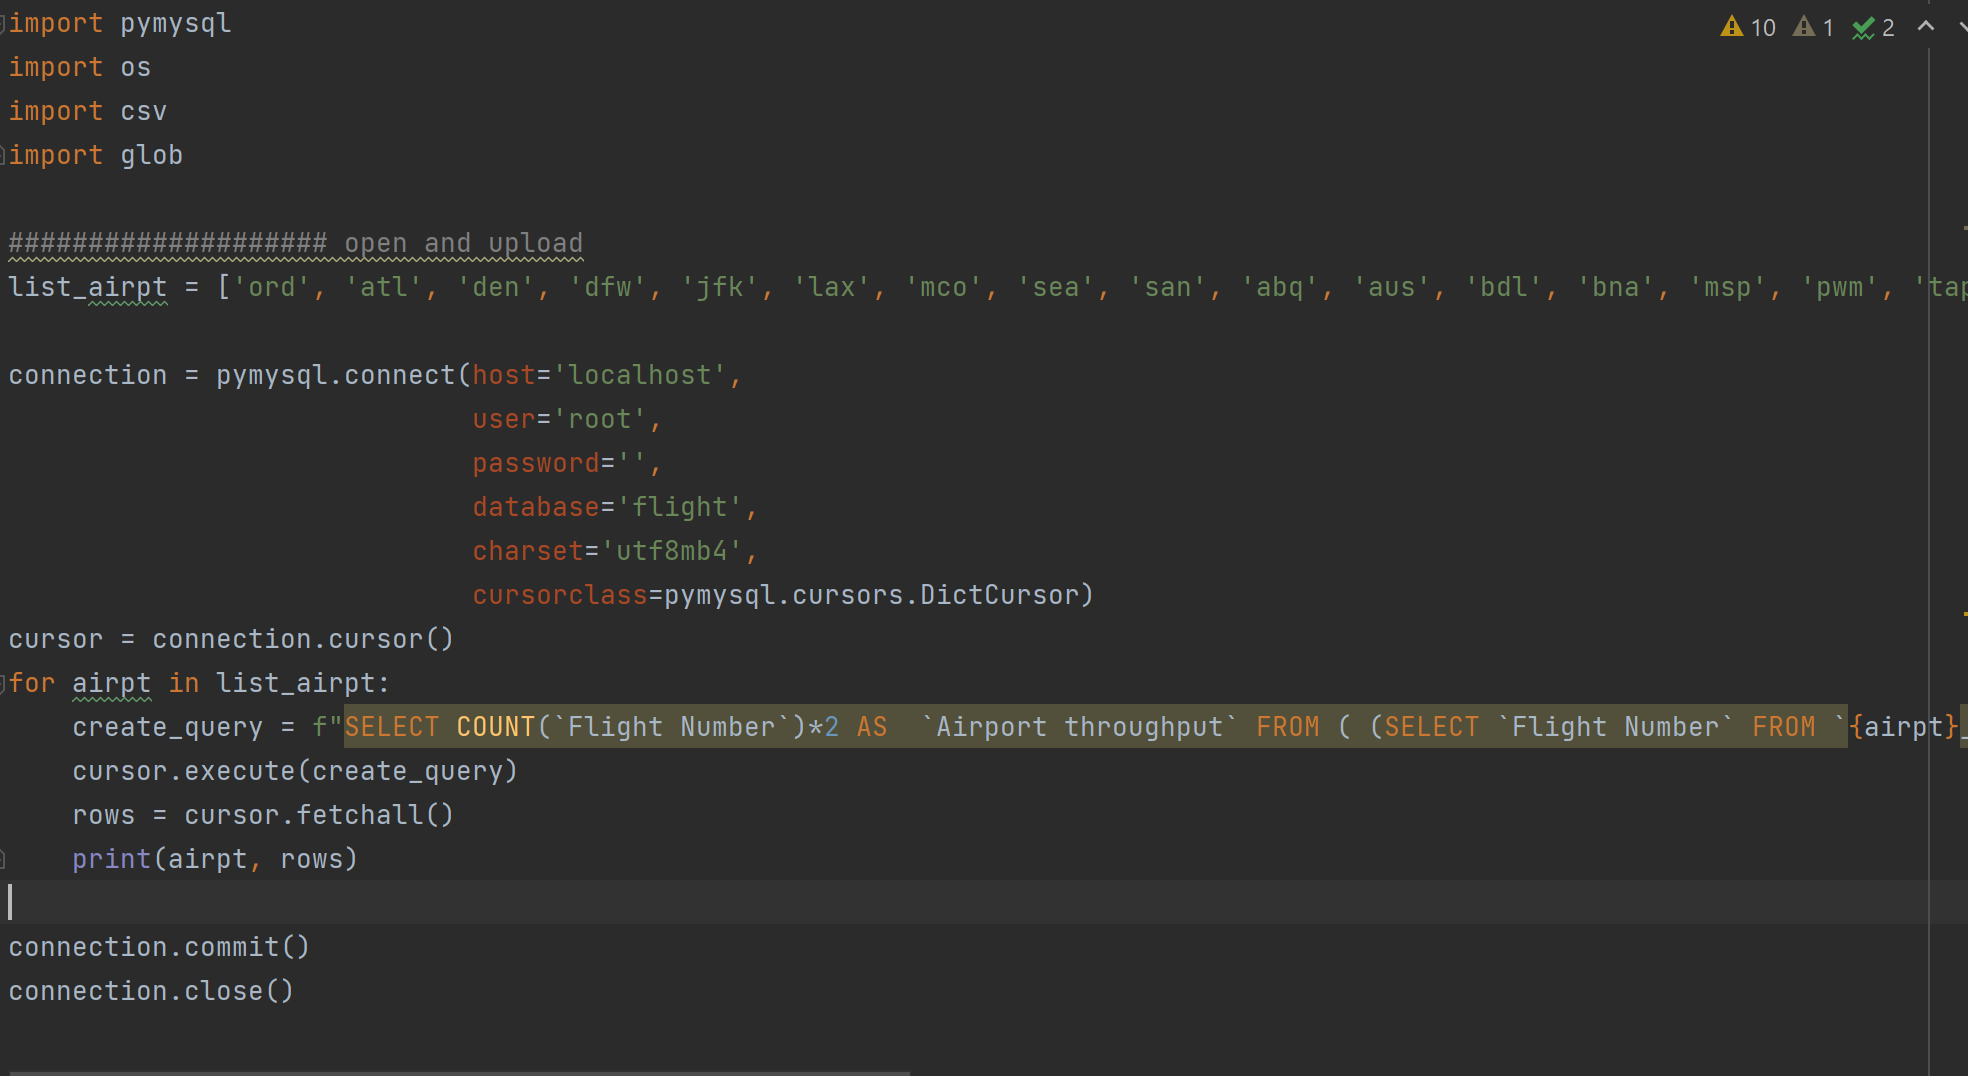 import pymysql
10 1 2
import os
import csv
import glob
#################### open and upload
list_airpt = ['ord', 'atl', 'den', 'dfw', 'jfk', 'lax', 'mco', 'sea', 'san', 'abq', 'aus', 'bdl', 'bna', 'msp', 'pwm', 'tap
connection = pymysql.connect(host='localhost',
user='root',
password='',
database='flight',
charset='utf8mb4',
cursorclass=pymysql.cursors.DictCursor)
cursor = connection.cursor()
for airpt in list_airpt:
create_query = f"SELECT COUNT(`Flight Number`)*2 AS  `Airport throughput` FROM ( (SELECT `Flight Number` FROM `{airpt}_
cursor.execute(create_query)
rows = cursor.fetchall()
print(airpt, rows)
connection.commit()
connection.close()